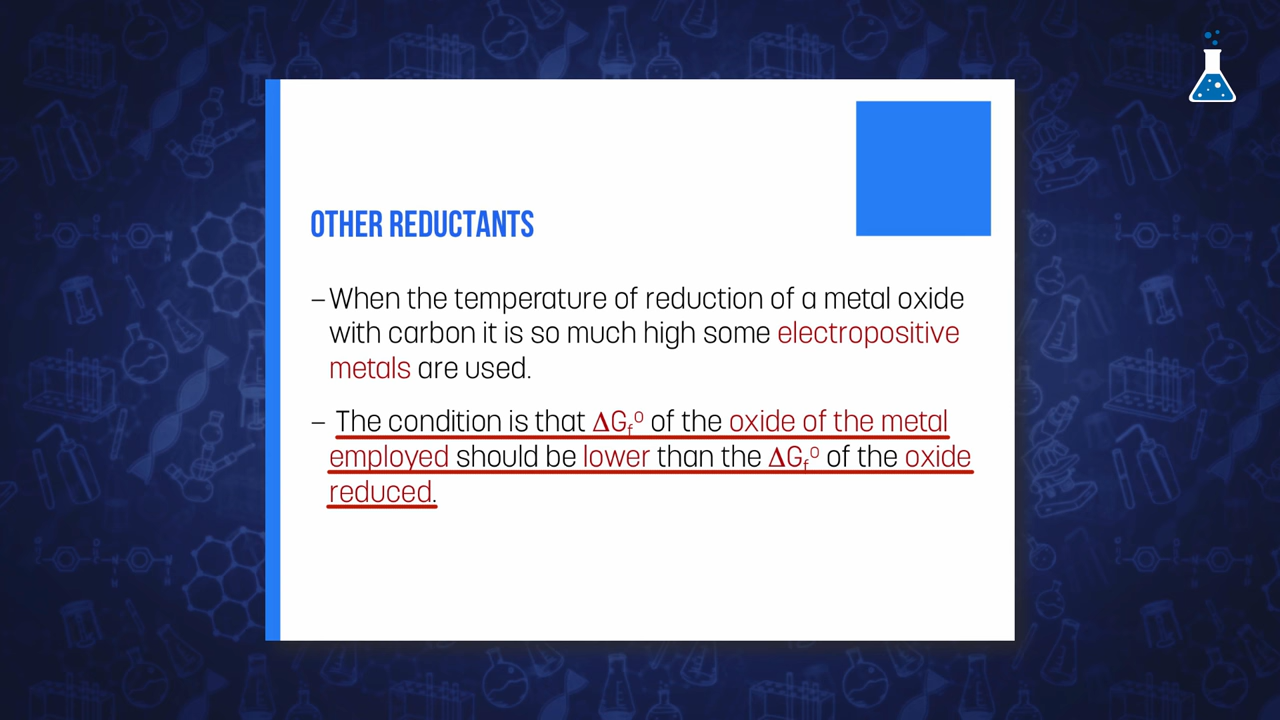 OTHER REDUCTANTS
– When the temperature of reduction of a metal oxide
with carbon it is so much high some electropositive
metals are used.
– The condition is that ΔGfº of the oxide of the metal
employed should be lower than the ΔGfº of the oxide
reduced.